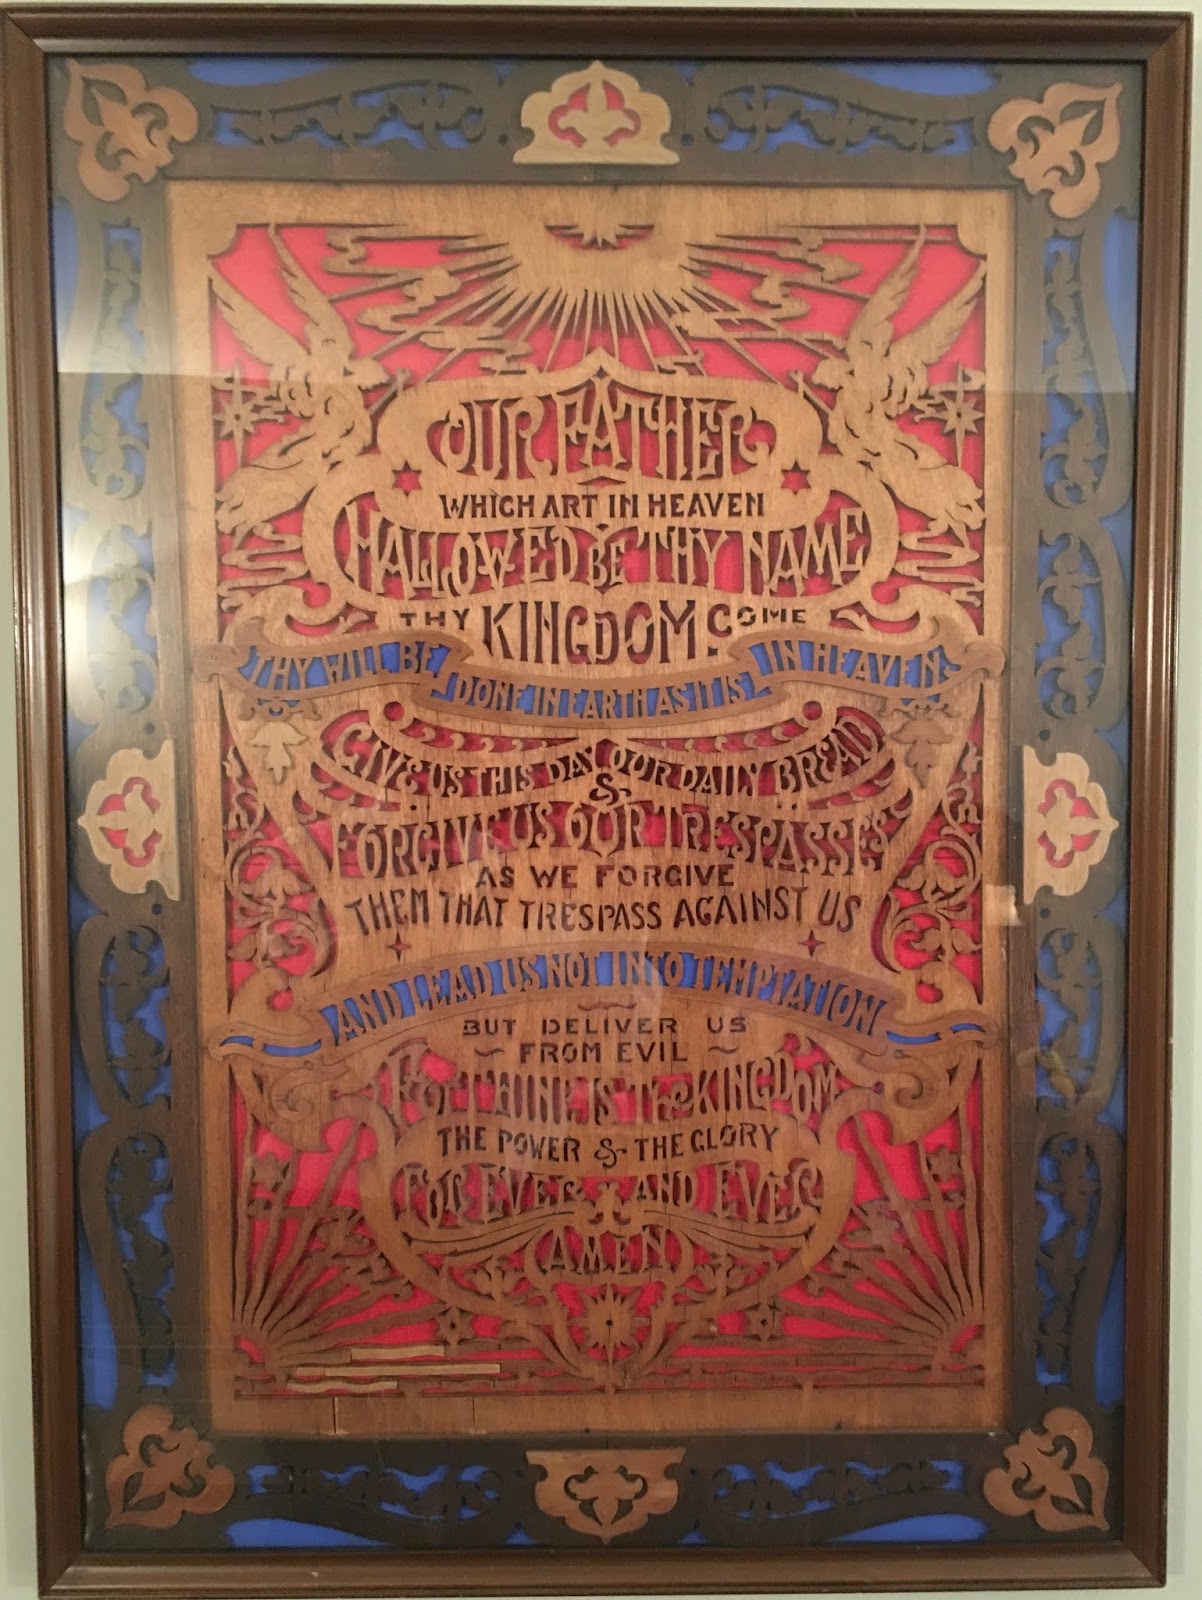 OUR FATHER
WHICH ART IN HEAVEN
HALLOWED BE THY NAME
THY KINGDOM COME
THY WILL BE DONE IN EARTH AS IT IS IN HEAVEN
GIVE US THIS DAY OUR DAILY BREAD
&
FORGIVE US OUR TRESPASSES
AS WE FORGIVE
THEM THAT TRESPASS AGAINST US
AND LEAD US NOT INTO TEMPTATION
BUT DELIVER US
FROM EVIL
FOR THINE IS THE KINGDOM
THE POWER & THE GLORY
FOR EVER AND EVER
AMEN